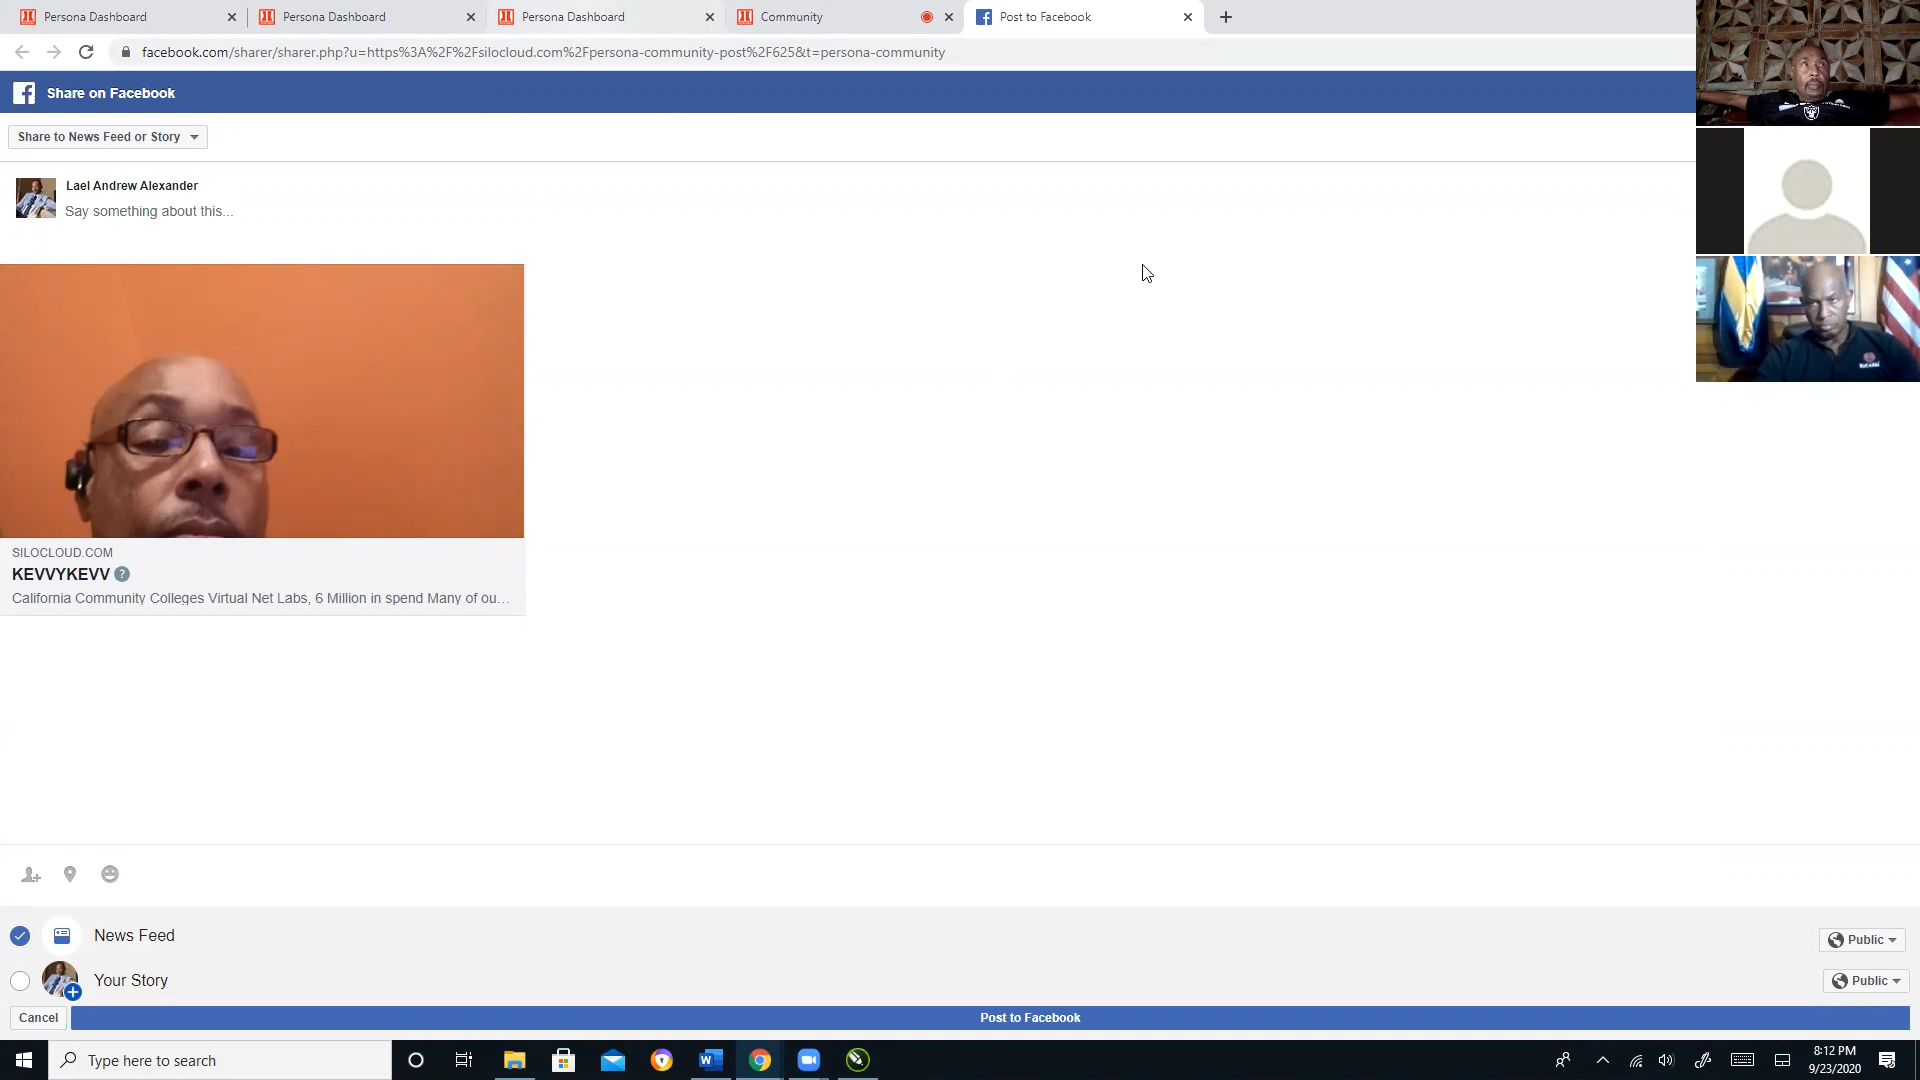 Persona Dashboard
Persona Dashboard
Persona Dashboard
Community
Post to Facebook
facebook.com/sharer/sharer.php?u=https%3A%2F%2Fsilocloud.com%2Fpersona-community-post%2F625&t=persona-community
Share on Facebook
Share to News Feed or Story
Lael Andrew Alexander
Say something about this...
SILOCLOUD.COM
KEVVYKEVV ?
California Community Colleges Virtual Net Labs, 6 Million in spend Many of ou...
News Feed
Public
Your Story
Public
Cancel
Post to Facebook
Type here to search
8:12 PM
9/23/2020